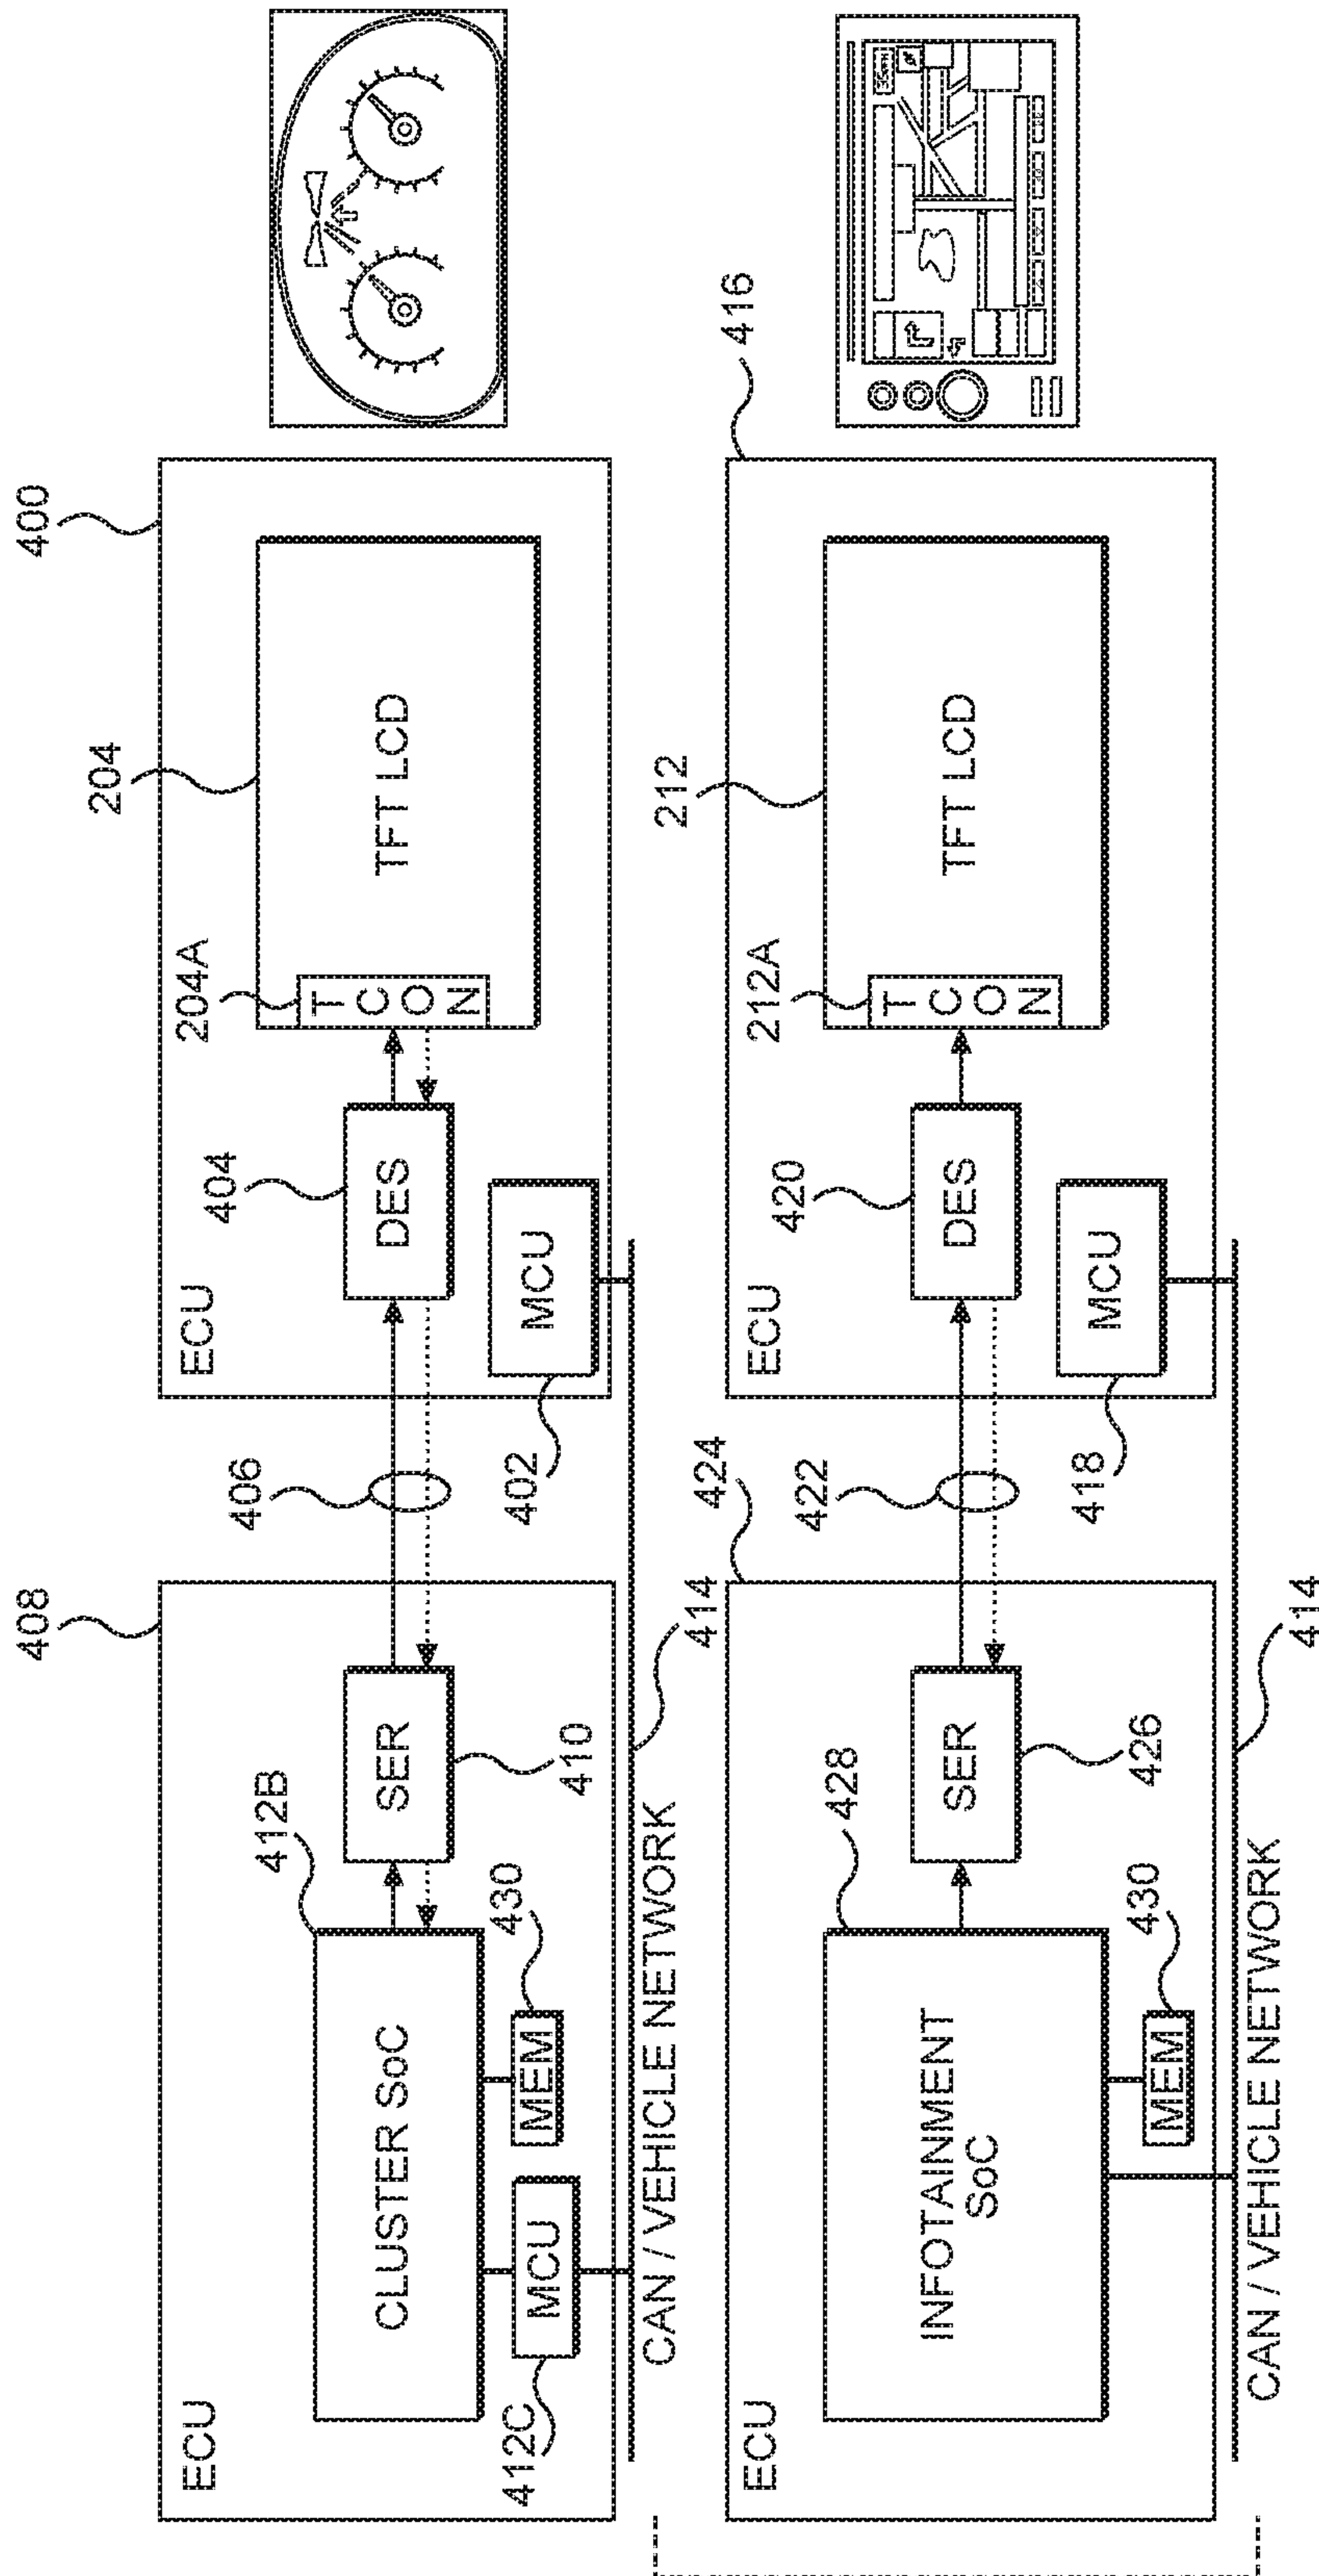 408
400
204
ECU
412B
406
ECU
404
204A
CLUSTER SoC
SER
DES
T
C
O
N
TFT LCD
412C
MCU
MEM
430
410
402
MCU
CAN / VEHICLE NETWORK
414
212
416
ECU
428
424
422
ECU
420
212A
INFOTAINMENT
SoC
SER
DES
T
C
O
N
TFT LCD
MEM
430
426
418
MCU
CAN / VEHICLE NETWORK
414